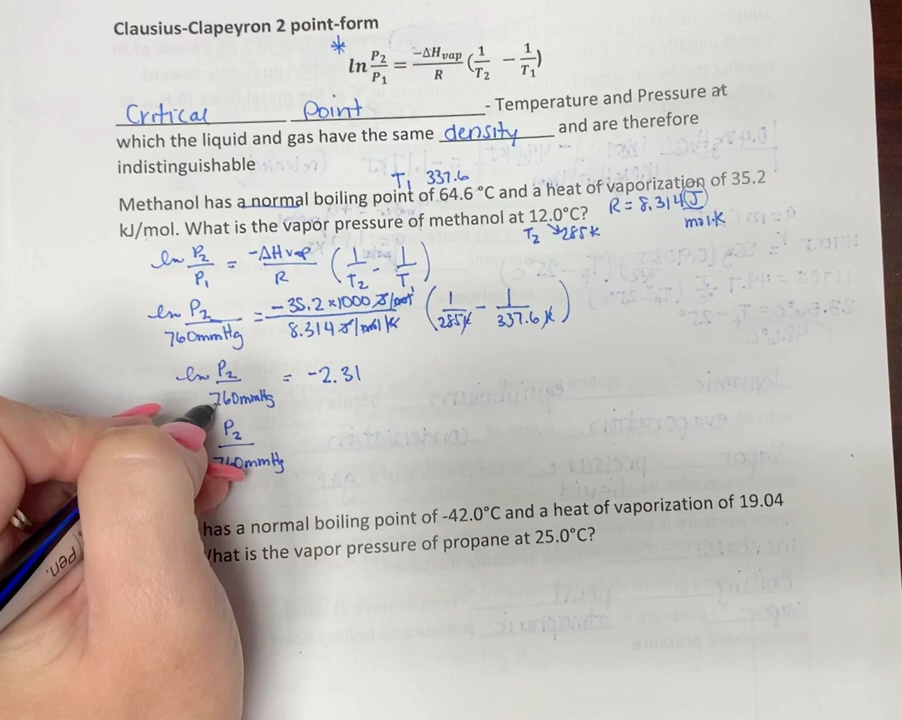 Clausius-Clapeyron 2 point-form
* ln P₂/P₁ = -ΔHvap/R (1/T₂ - 1/T₁)
Critical Point - Temperature and Pressure at
which the liquid and gas have the same density and are therefore
indistinguishable
T₁ 337.6
Methanol has a normal boiling point of 64.6 °C and a heat of vaporization of 35.2
kJ/mol. What is the vapor pressure of methanol at 12.0°C? R = 8.314 J/mol·K
T₂ → 285K
ln P₂/P₁ = -ΔHvap/R (1/T₂ - 1/T₁)
ln P₂/760mmHg = -35.2 x 1000 J/mol / 8.314 J/mol K (1/285K - 1/337.6K)
ln P₂/760mmHg = -2.31
P₂/760mmHg
has a normal boiling point of -42.0°C and a heat of vaporization of 19.04
hat is the vapor pressure of propane at 25.0°C?
Pen.